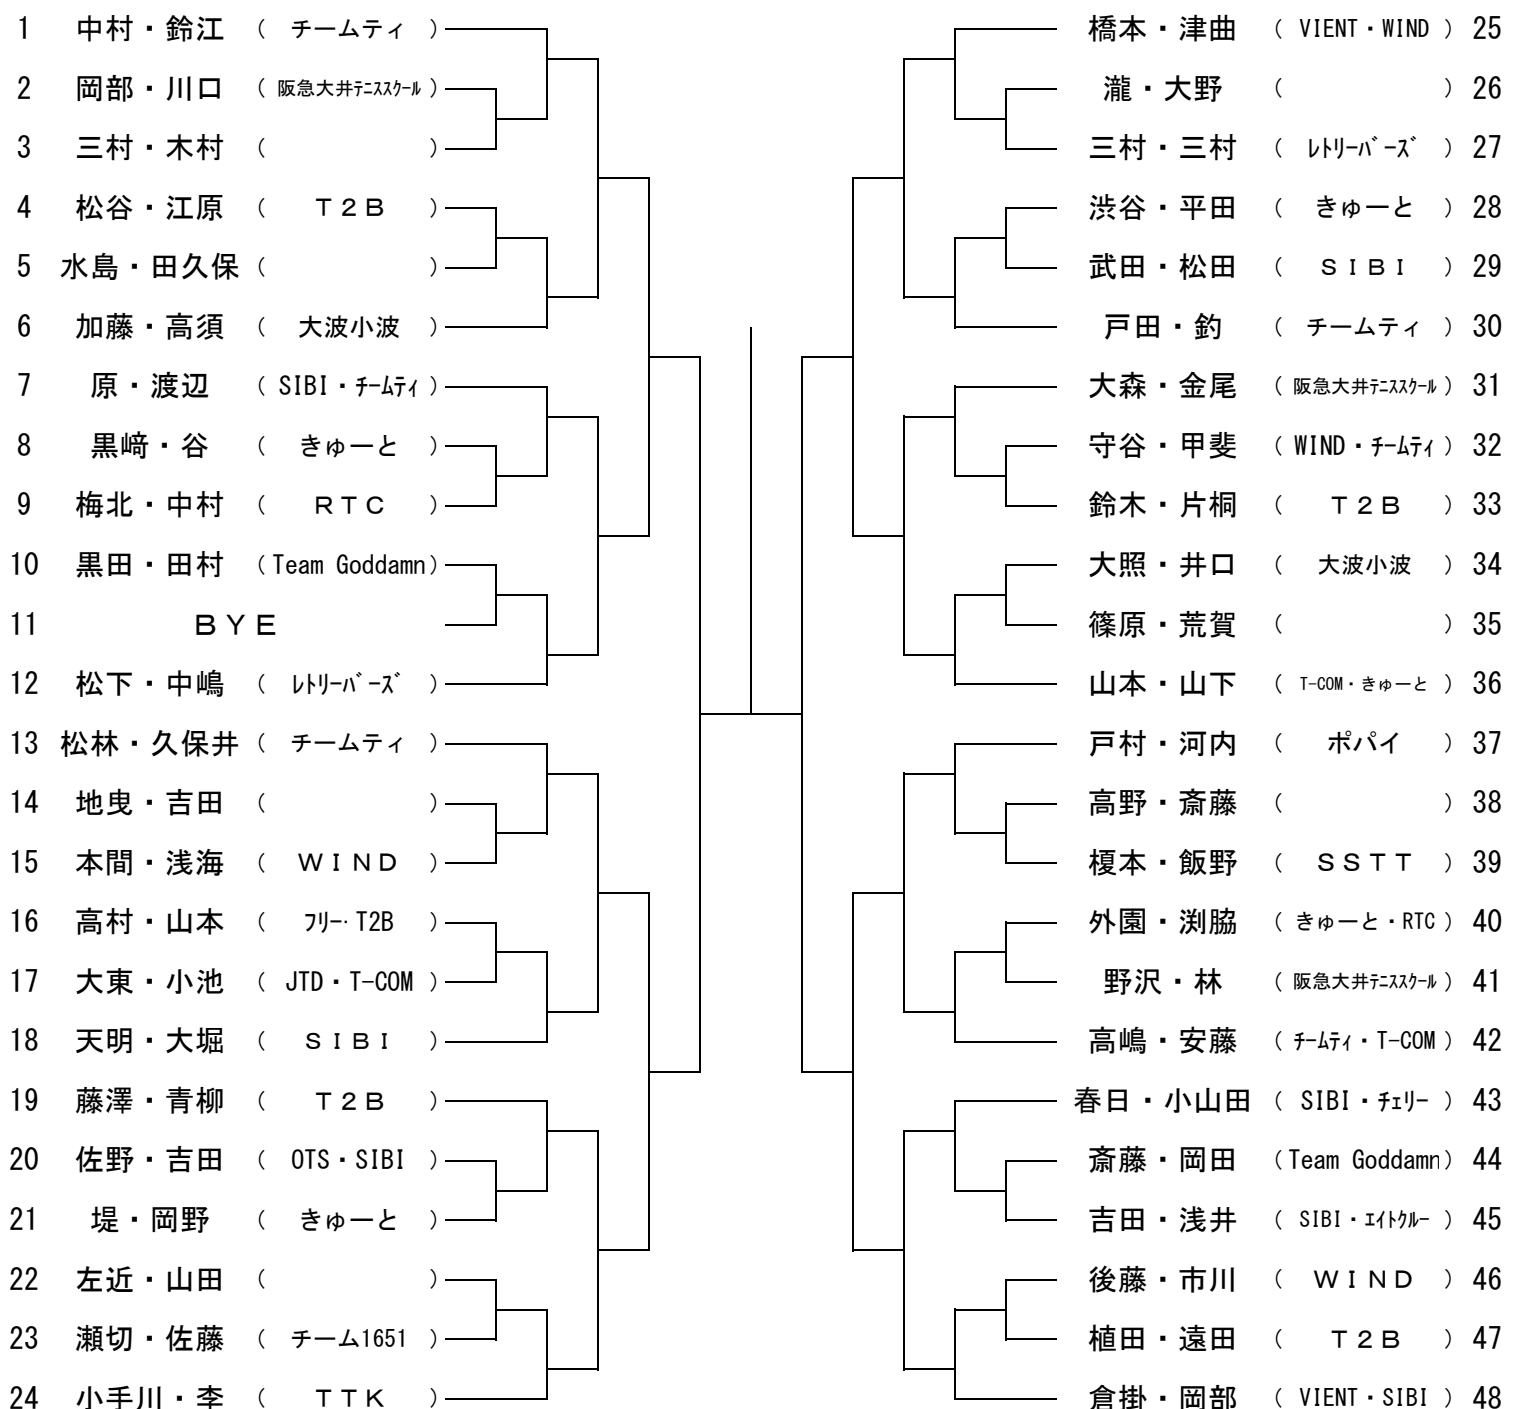 1 中村・鈴江 （ チームティ ）
2 岡部・川口 （ 阪急大井ﾃﾆｽｽｸｰﾙ ）
3 三村・木村 （ ）
4 松谷・江原 （ Ｔ２Ｂ ）
5 水島・田久保 （ ）
6 加藤・高須 （ 大波小波 ）
7 原・渡辺 （ SIBI・ﾁｰﾑﾃｨ ）
8 黒﨑・谷 （ きゅーと ）
9 梅北・中村 （ ＲＴＣ ）
10 黒田・田村 （ Team Goddamn ）
11 ＢＹＥ
12 松下・中嶋 （ ﾚﾄﾘｰﾊﾞｰｽﾞ ）
13 松林・久保井 （ チームティ ）
14 地曳・吉田 （ ）
15 本間・浅海 （ ＷＩＮＤ ）
16 高村・山本 （ ﾌﾘｰ･T2B ）
17 大東・小池 （ JTD・T-COM ）
18 天明・大堀 （ ＳＩＢＩ ）
19 藤澤・青柳 （ Ｔ２Ｂ ）
20 佐野・吉田 （ OTS・SIBI ）
21 堤・岡野 （ きゅーと ）
22 左近・山田 （ ）
23 瀬切・佐藤 （ チーム1651 ）
24 小手川・李 （ ＴＴＫ ）
橋本・津曲 （ VIENT・WIND ） 25
瀧・大野 （ ） 26
三村・三村 （ ﾚﾄﾘｰﾊﾞｰｽﾞ ） 27
渋谷・平田 （ きゅーと ） 28
武田・松田 （ ＳＩＢＩ ） 29
戸田・釣 （ チームティ ） 30
大森・金尾 （ 阪急大井ﾃﾆｽｽｸｰﾙ ） 31
守谷・甲斐 （ WIND・ﾁｰﾑﾃｨ ） 32
鈴木・片桐 （ Ｔ２Ｂ ） 33
大照・井口 （ 大波小波 ） 34
篠原・荒賀 （ ） 35
山本・山下 （ T-COM・きゅーと ） 36
戸村・河内 （ ポパイ ） 37
高野・斎藤 （ ） 38
榎本・飯野 （ ＳＳＴＴ ） 39
外園・渕脇 （ きゅーと・RTC ） 40
野沢・林 （ 阪急大井ﾃﾆｽｽｸｰﾙ ） 41
高嶋・安藤 （ ﾁｰﾑﾃｨ・T-COM ） 42
春日・小山田 （ SIBI・ﾁｪﾘｰ ） 43
斎藤・岡田 （ Team Goddamn ） 44
吉田・浅井 （ SIBI・ｴｲﾄｸﾙｰ ） 45
後藤・市川 （ ＷＩＮＤ ） 46
植田・遠田 （ Ｔ２Ｂ ） 47
倉掛・岡部 （ VIENT・SIBI ） 48